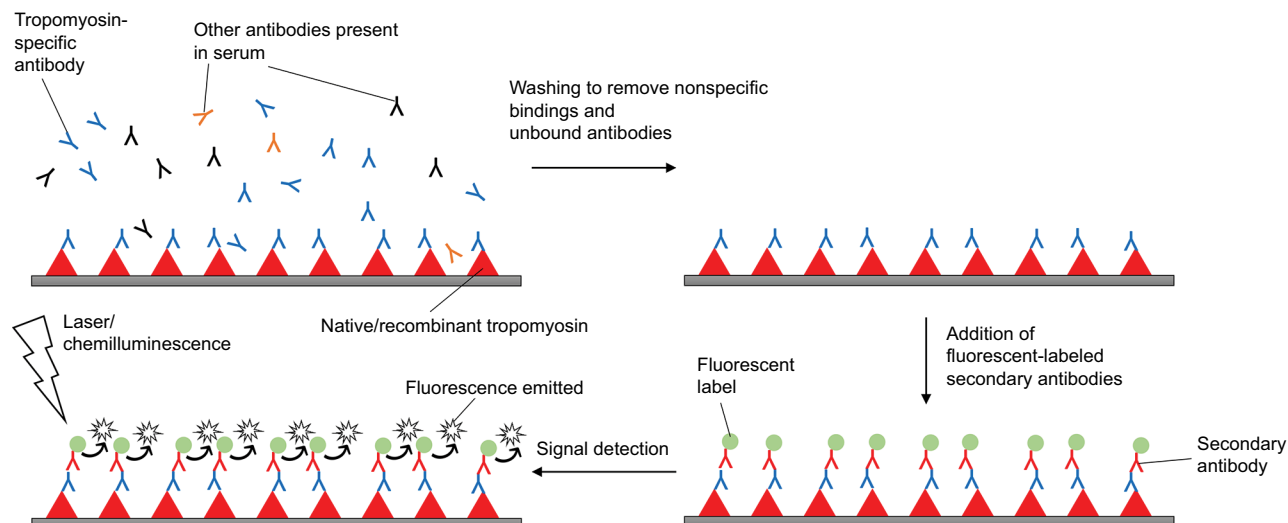 Tropomyosin-
specific
antibody
Other antibodies present
in serum
Washing to remove nonspecific
bindings and
unbound antibodies
Native/recombinant tropomyosin
Addition of
fluorescent-labeled
secondary antibodies
Fluorescent
label
Secondary
antibody
Signal detection
Laser/
chemilluminescence
Fluorescence emitted